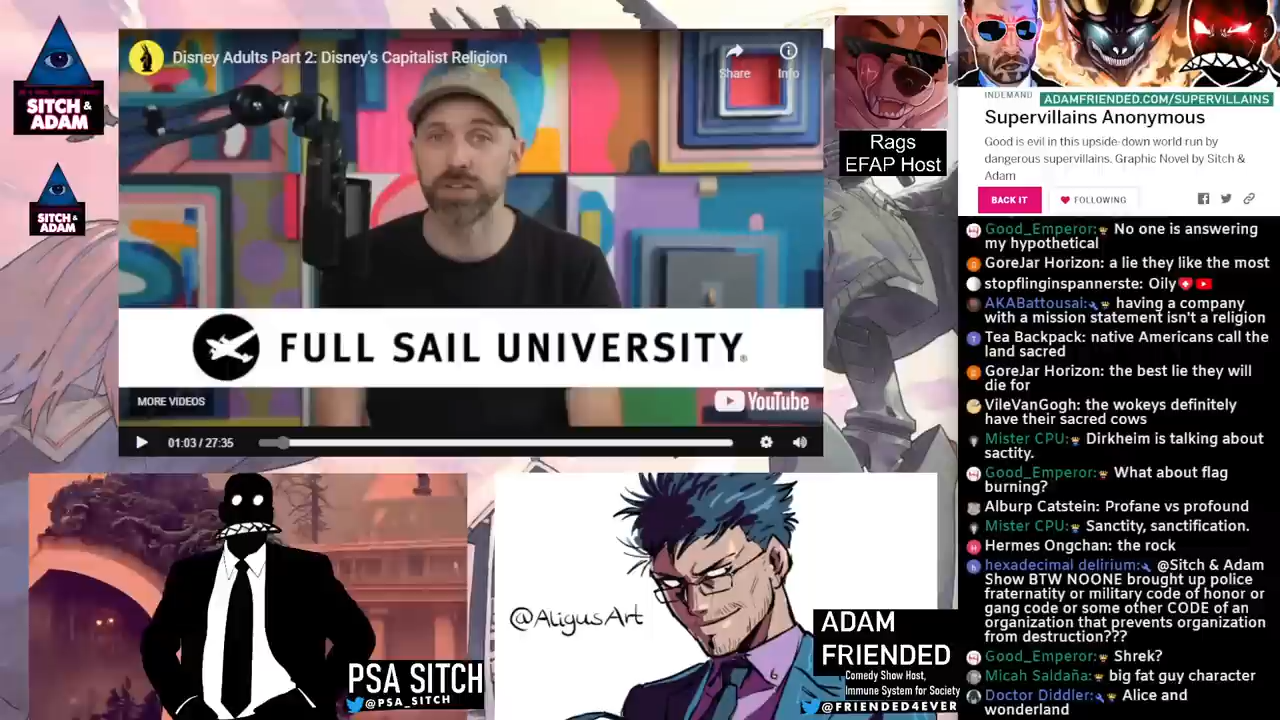 SITCH &
ADAM
SITCH &
ADAM
Disney Adults Part 2: Disney's Capitalist Religion
Share
Info
FULL SAIL UNIVERSITY
MORE VIDEOS
YouTube
01:03 / 27:35
Rags
EFAP Host
INDEMAND
ADAMFRIENDED.COM/SUPERVILLAINS
Supervillains Anonymous
Good is evil in this upside-down world run by
dangerous supervillains. Graphic Novel by Sitch &
Adam
BACK IT
FOLLOWING
Good_Emperor: No one is answering
my hypothetical
GoreJar Horizon: a lie they like the most
stopflinginspannerste: Oily
AKABattousai: having a company
with a mission statement isn't a religion
Tea Backpack: native Americans call the
land sacred
GoreJar Horizon: the best lie they will
die for
VileVanGogh: the wokeys definitely
have their sacred cows
Mister CPU: Dirkheim is talking about
sactity.
Good_Emperor: What about flag
burning?
Alburp Catstein: Profane vs profound
Mister CPU: Sanctity, sanctification.
Hermes Ongchan: the rock
hexadecimal delirium: @Sitch & Adam
Show BTW NOONE brought up police
fraternatity or military code of honor or
gang code or some other CODE of an
organization that prevents organization
from destruction???
Good_Emperor: Shrek?
Micah Saldaña: big fat guy character
Doctor Diddler: Alice and
wonderland
PSA SITCH
@PSA_SITCH
@AligusArt
ADAM
FRIENDED
Comedy Show Host,
Immune System for Society
@FRIENDED4EVER